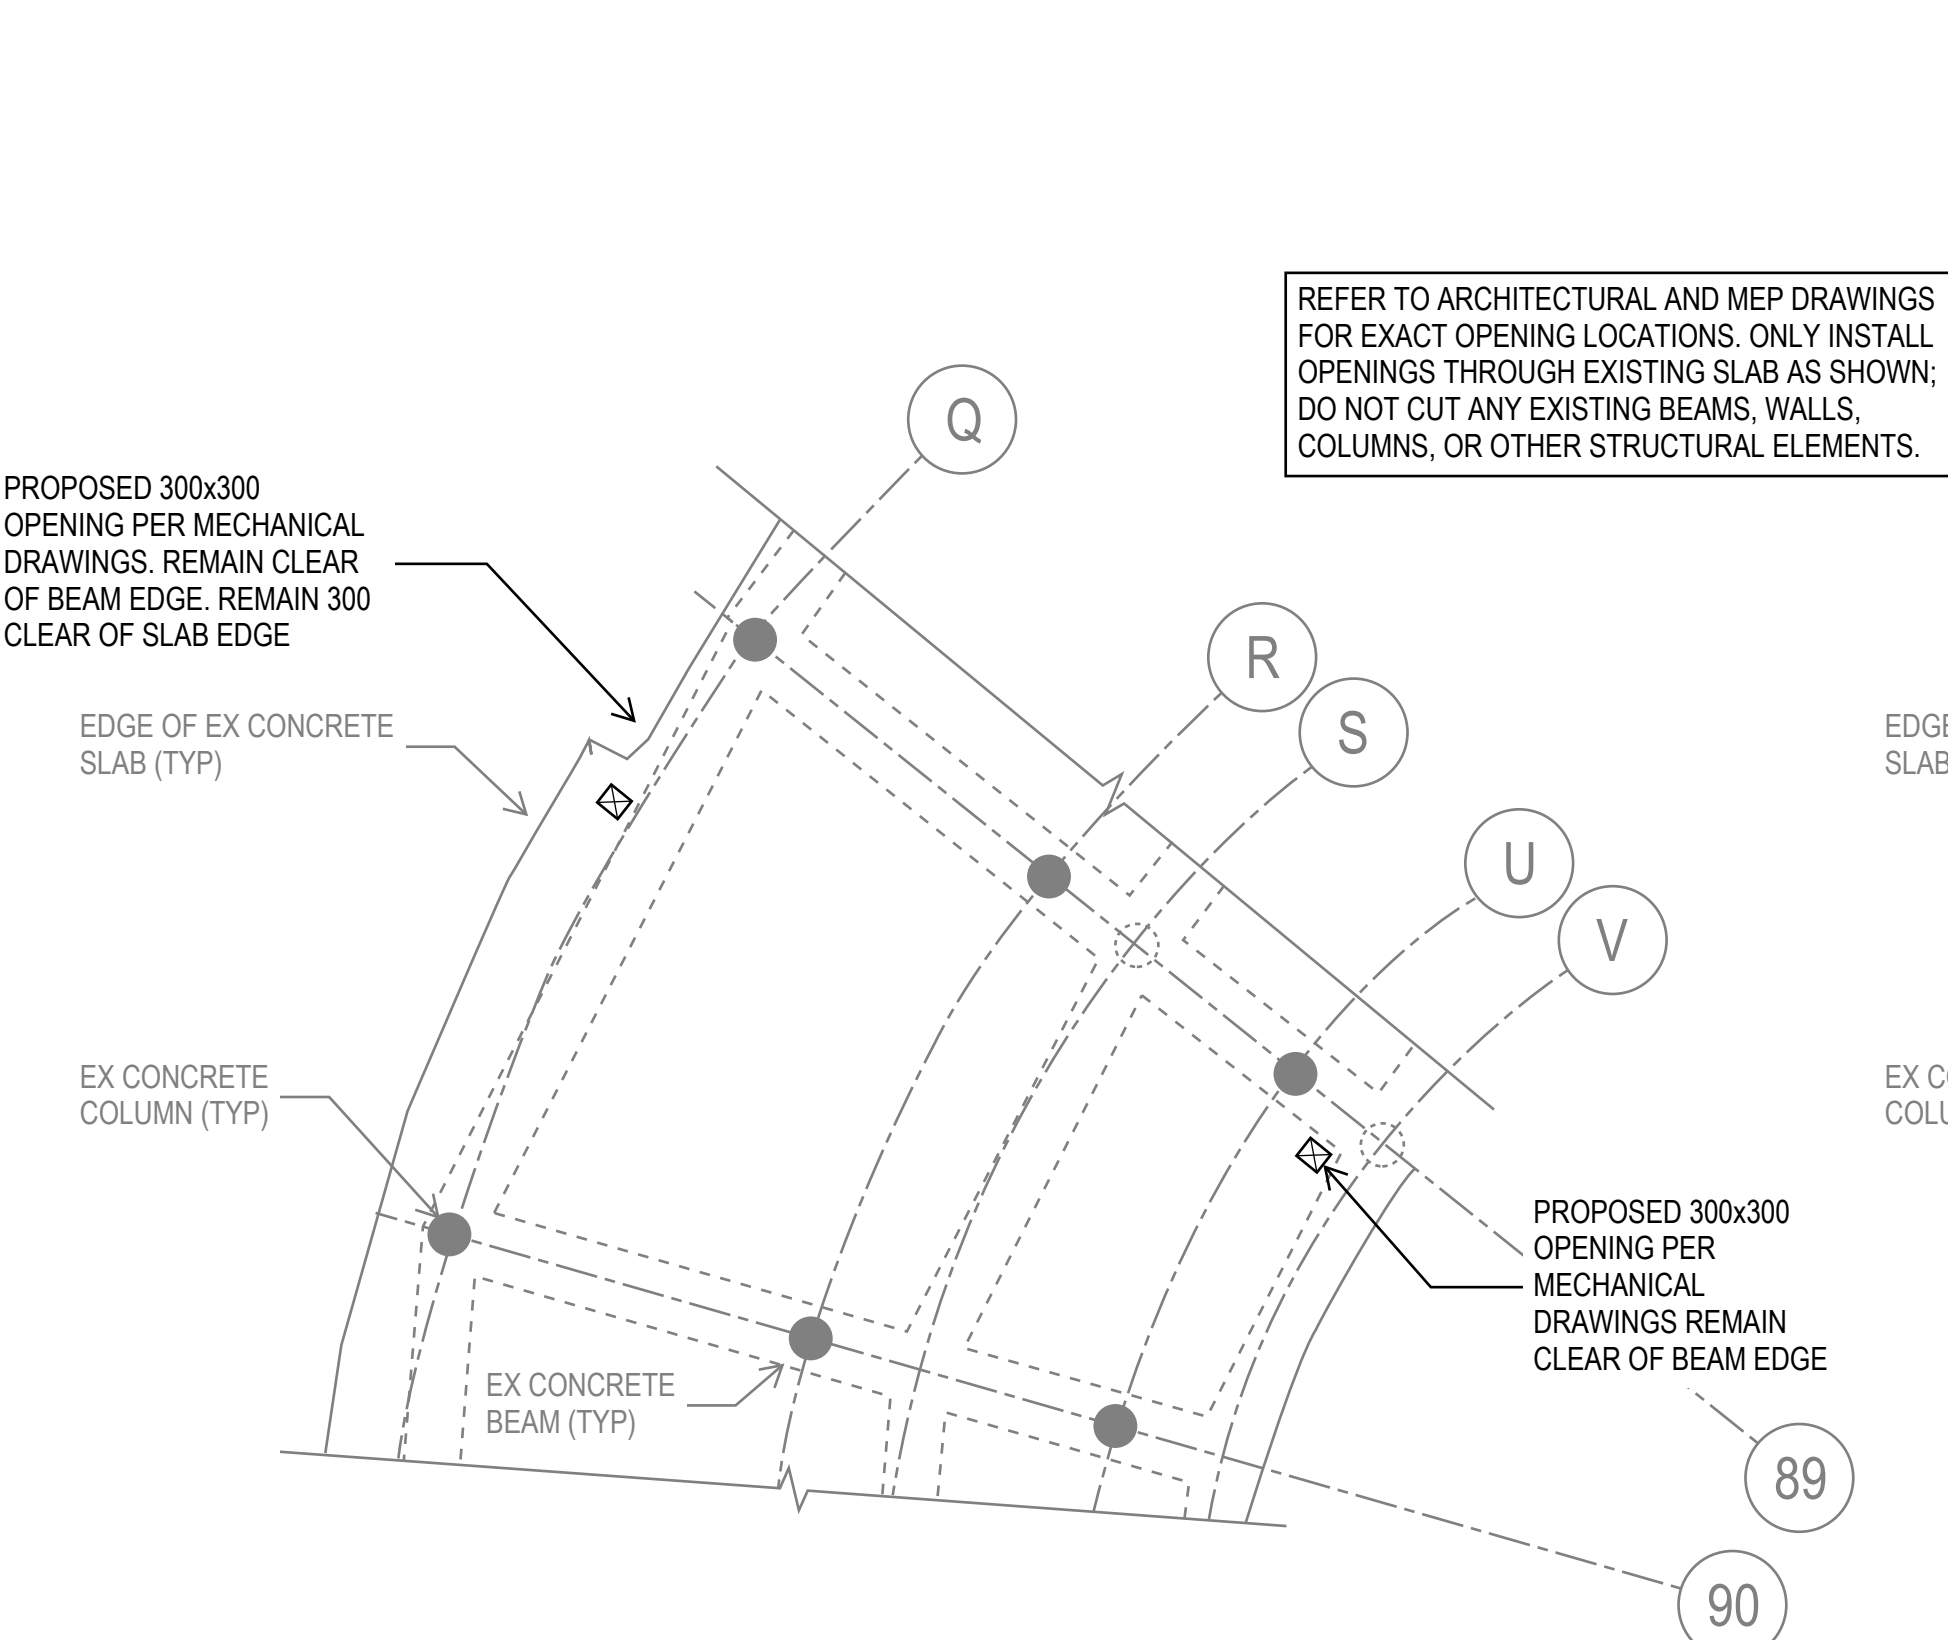 REFER TO ARCHITECTURAL AND MEP DRAWINGS
FOR EXACT OPENING LOCATIONS. ONLY INSTALL
OPENINGS THROUGH EXISTING SLAB AS SHOWN;
DO NOT CUT ANY EXISTING BEAMS, WALLS,
COLUMNS, OR OTHER STRUCTURAL ELEMENTS.
Q
PROPOSED 300x300
OPENING PER MECHANICAL
DRAWINGS. REMAIN CLEAR
OF BEAM EDGE. REMAIN 300
CLEAR OF SLAB EDGE
R
S
EDGE OF EX CONCRETE
SLAB (TYP)
U
V
EX CONCRETE
COLUMN (TYP)
PROPOSED 300x300
OPENING PER
MECHANICAL
DRAWINGS REMAIN
CLEAR OF BEAM EDGE
EX CONCRETE
BEAM (TYP)
89
90
SLAB
EX